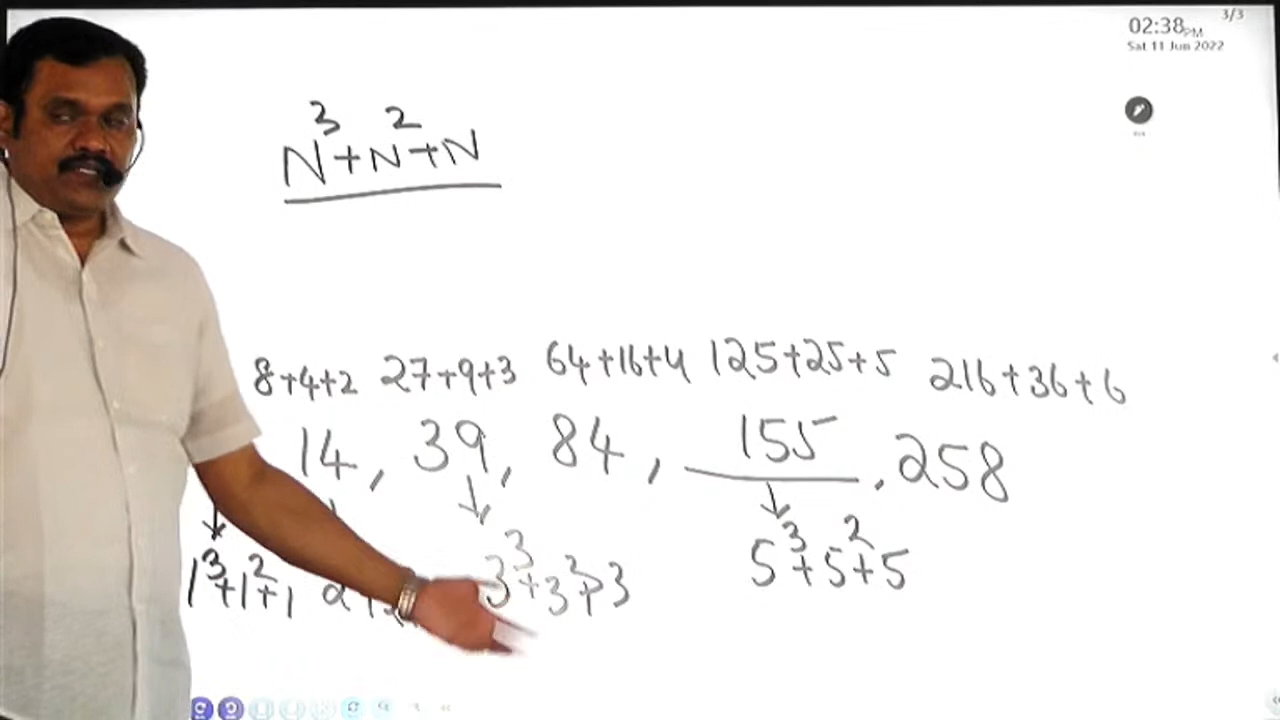 3/3
02:38PM
Sat 11 Jun 2022
N³+N²+N
8+4+2 27+9+3 64+16+4 125+25+5 216+36+6
14, 39, 84, 155, 258
1³+1²+1 3³+3²+3 5³+5²+5